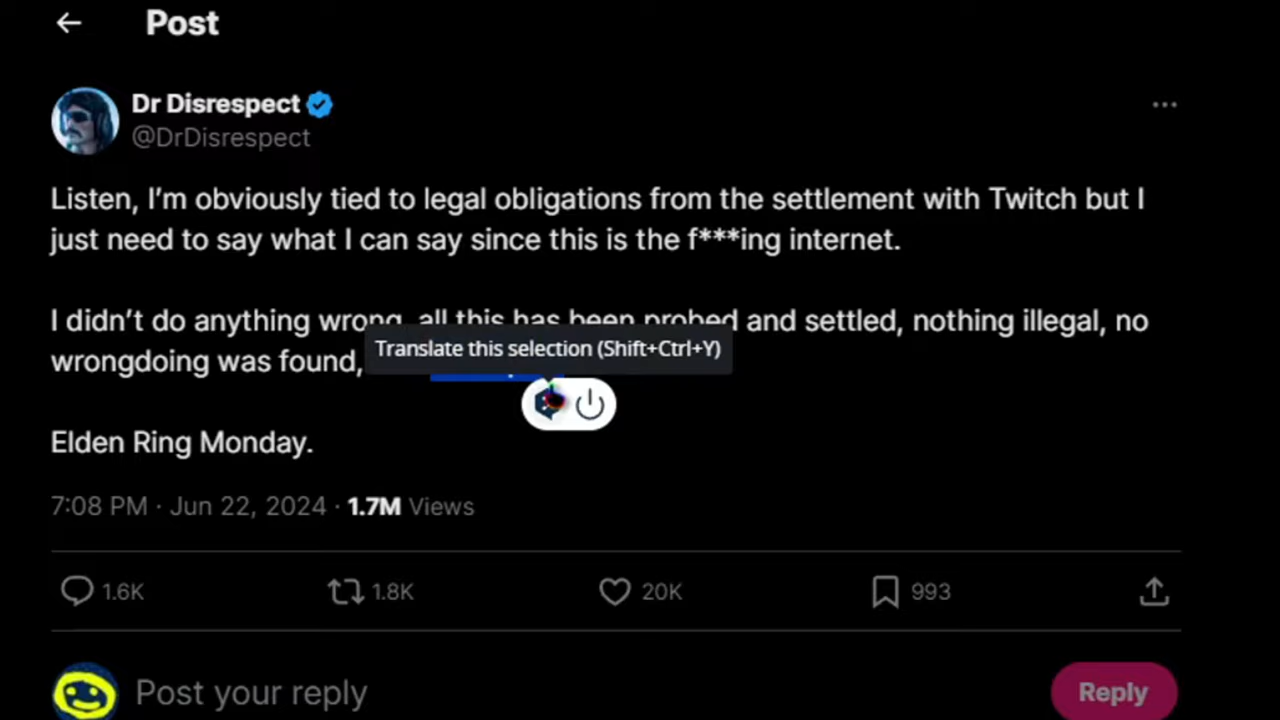 Post
Dr Disrespect
@DrDisrespect
Listen, I'm obviously tied to legal obligations from the settlement with Twitch but I
just need to say what I can say since this is the f***ing internet.
I didn't do anything wrong, all this has been probed and settled, nothing illegal, no
Translate this selection (Shift+Ctrl+Y)
wrongdoing was found,
Elden Ring Monday.
7:08 PM · Jun 22, 2024 · 1.7M Views
1.6K 1.8K 20K 993
Post your reply Reply